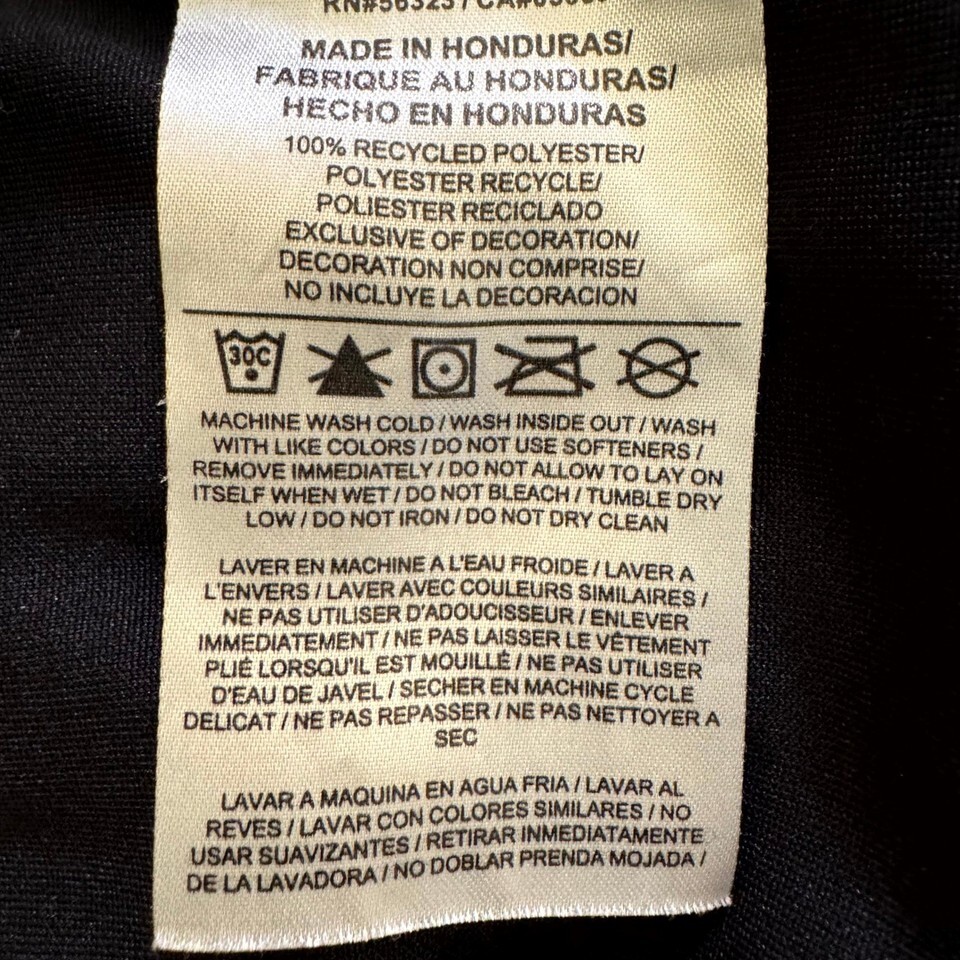 MADE IN HONDURAS/
FABRIQUE AU HONDURAS/
HECHO EN HONDURAS
100% RECYCLED POLYESTER/
POLYESTER RECYCLE/
POLIESTER RECICLADO
EXCLUSIVE OF DECORATION/
DECORATION NON COMPRISE/
NO INCLUYE LA DECORACION
30C
MACHINE WASH COLD / WASH INSIDE OUT / WASH
WITH LIKE COLORS / DO NOT USE SOFTENERS /
REMOVE IMMEDIATELY / DO NOT ALLOW TO LAY ON
ITSELF WHEN WET / DO NOT BLEACH / TUMBLE DRY
LOW / DO NOT IRON / DO NOT DRY CLEAN
LAVER EN MACHINE A L'EAU FROIDE / LAVER A
L'ENVERS / LAVER AVEC COULEURS SIMILAIRES /
NE PAS UTILISER D'ADOUCISSEUR / ENLEVER
IMMEDIATEMENT / NE PAS LAISSER LE VÊTEMENT
PLIÉ LORSQU'IL EST MOUILLÉ / NE PAS UTILISER
D'EAU DE JAVEL / SECHER EN MACHINE CYCLE
DELICAT / NE PAS REPASSER / NE PAS NETTOYER A
SEC
LAVAR A MAQUINA EN AGUA FRIA / LAVAR AL
REVES / LAVAR CON COLORES SIMILARES / NO
USAR SUAVIZANTES / RETIRAR INMEDIATAMENTE
DE LA LAVADORA / NO DOBLAR PRENDA MOJADA /